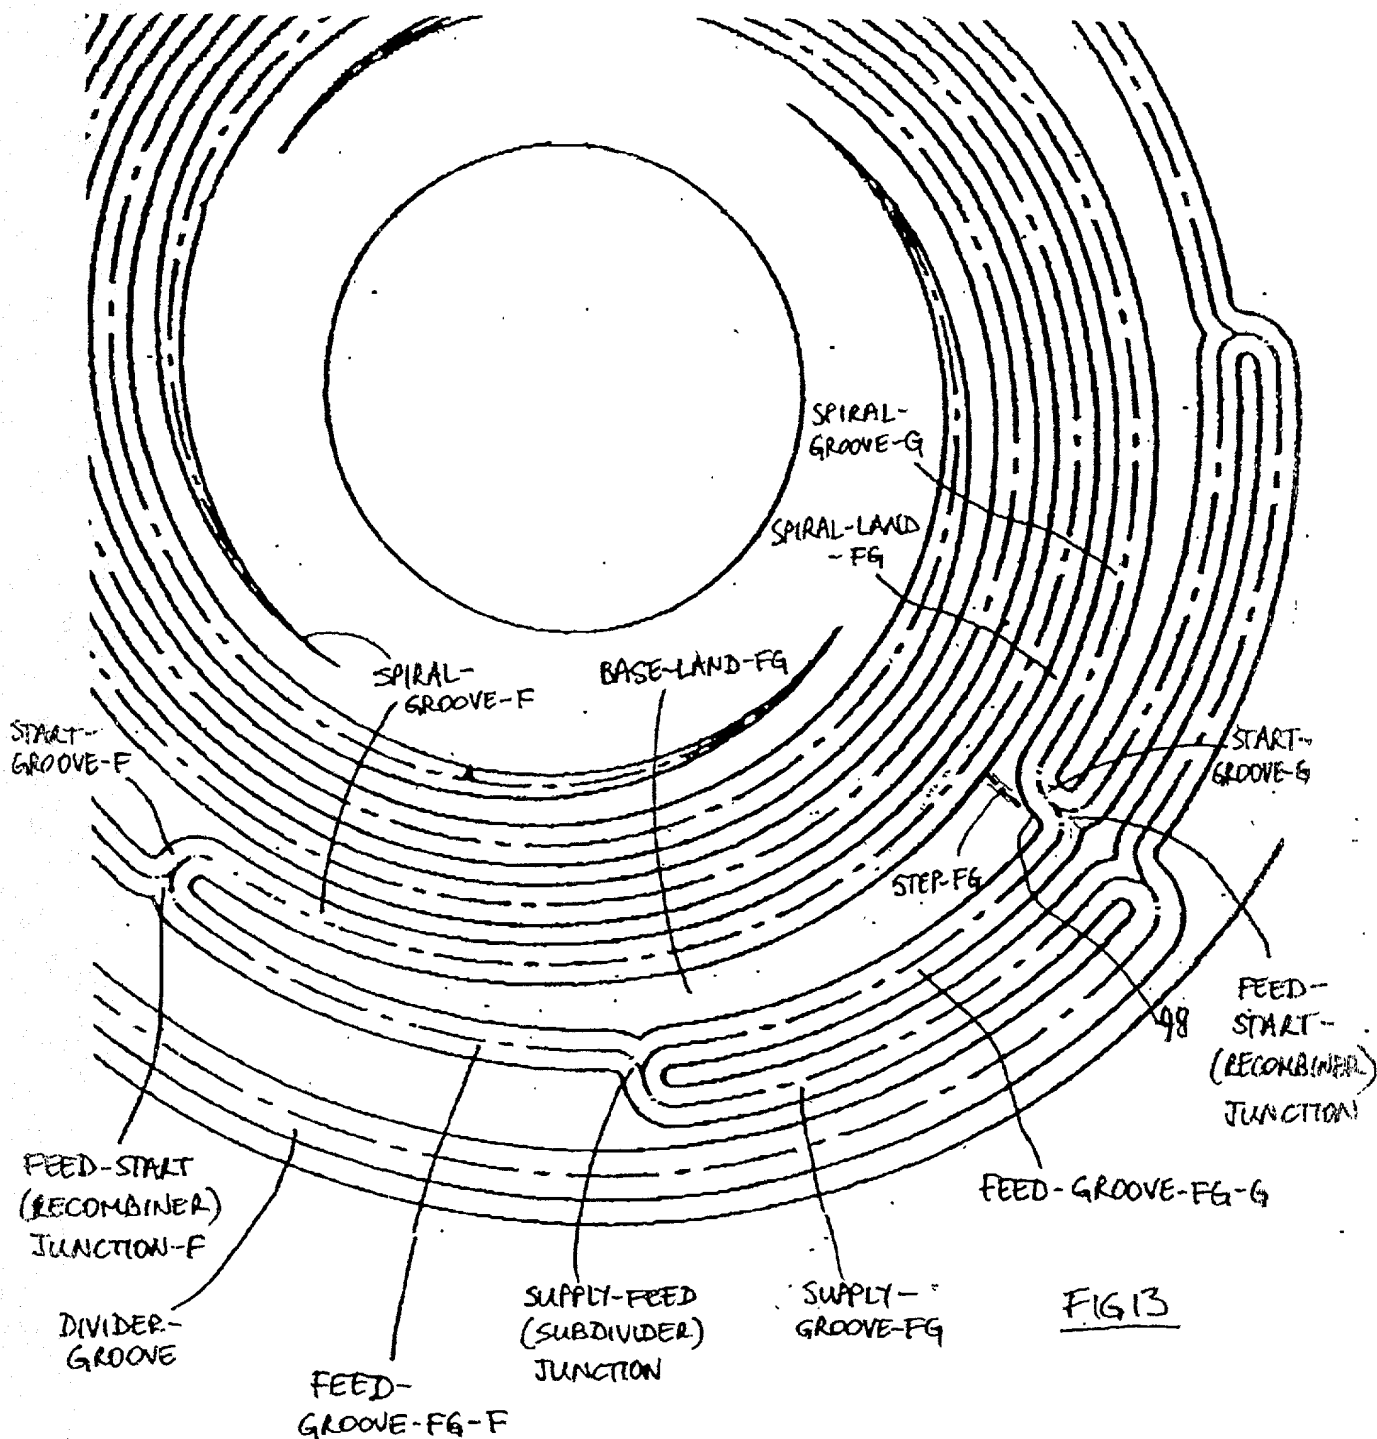 SPIRAL-
GROOVE-G
SPIRAL-LAND
-FG
SPIRAL-
GROOVE-F
BASE-LAND-FG
START-
GROOVE-F
START-
GROOVE-G
STEP-FG
98
FEED-
START-
(RECOMBINER)
JUNCTION
FEED-START
(RECOMBINER)
JUNCTION-F
FEED-GROOVE-FG-G
DIVIDER-
GROOVE
SUPPLY-FEED
(SUBDIVIDER)
JUNCTION
SUPPLY-
GROOVE-FG
FIG 13
FEED-
GROOVE-FG-F